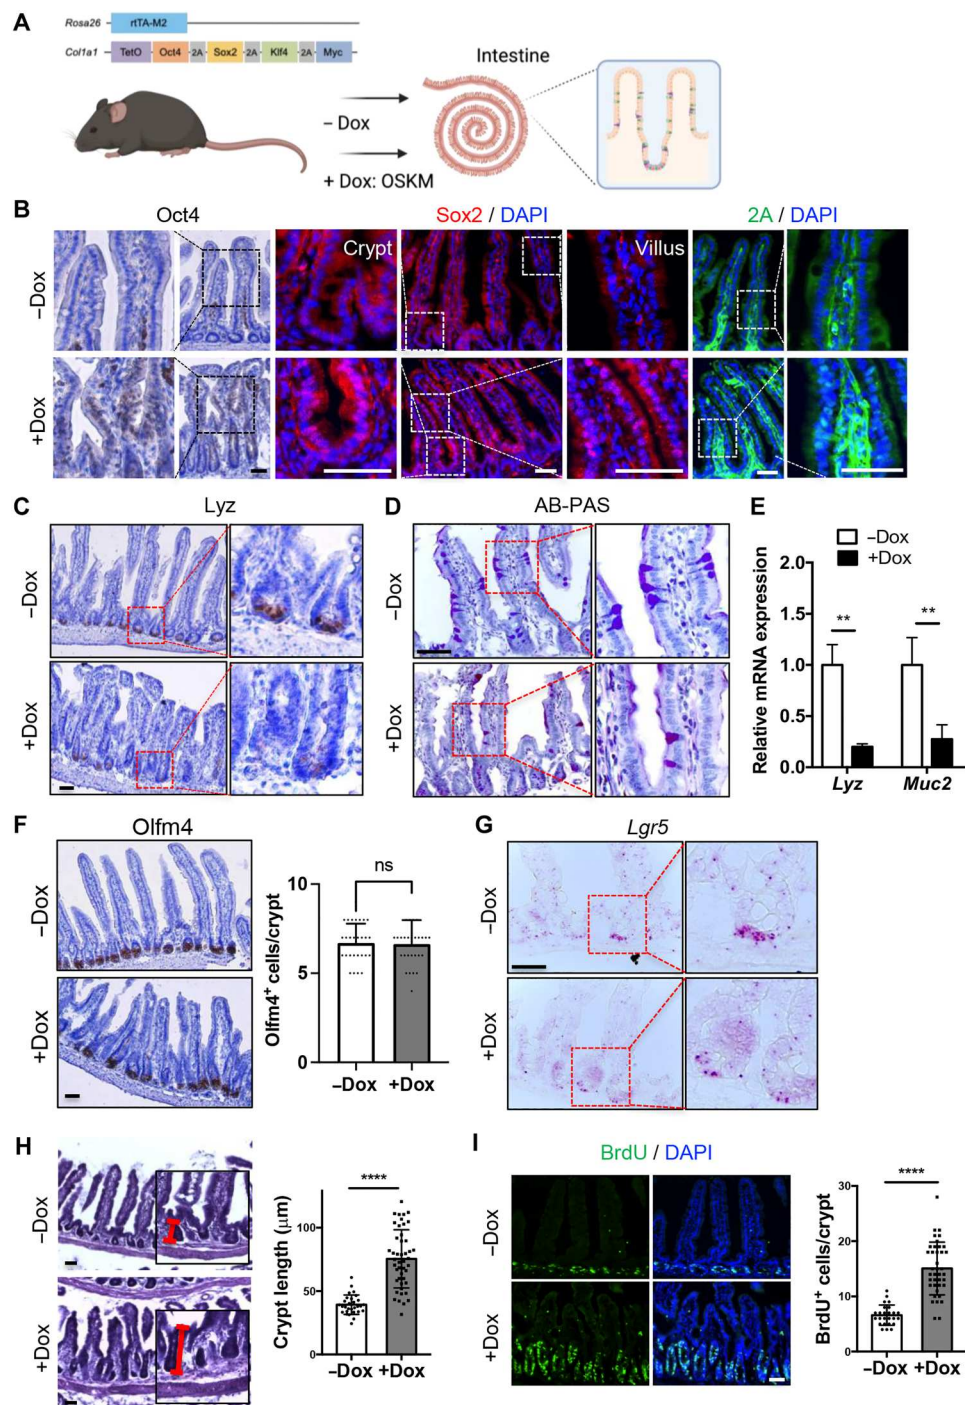 A
Rosa26 rtTA-M2
Col1a1 TetO Oct4 2A Sox2 2A Klf4 2A Myc
Intestine
– Dox
+ Dox: OSKM
B
Oct4 Sox2 / DAPI 2A / DAPI
Crypt Villus
–Dox
+Dox
C
Lyz
–Dox
+Dox
D
AB-PAS
–Dox
+Dox
E
–Dox
+Dox
Relative mRNA expression
2.0
1.5
1.0
0.5
0.0
** **
Lyz Muc2
F
Olfm4
–Dox
+Dox
Olfm4+ cells/crypt
10
5
0
ns
–Dox +Dox
G
Lgr5
–Dox
+Dox
H
–Dox
+Dox
Crypt length (μm)
100
50
0
****
–Dox +Dox
I
BrdU / DAPI
–Dox
+Dox
BrdU+ cells/crypt
30
20
10
0
****
–Dox +Dox